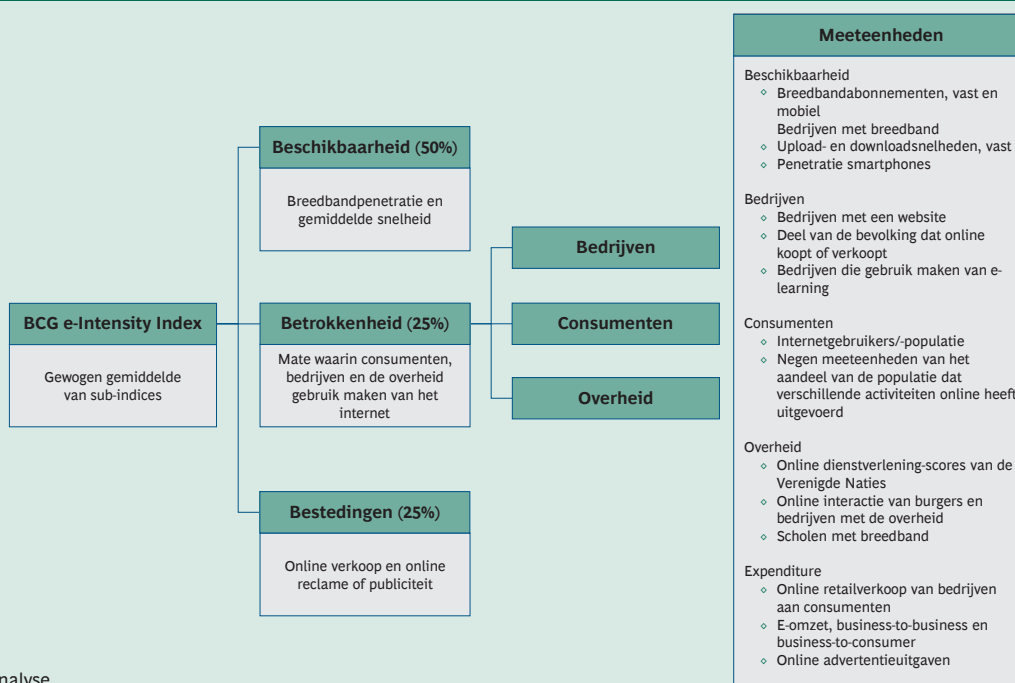 BCG e-Intensity Index
Gewogen gemiddelde
van sub-indices
Beschikbaarheid (50%)
Breedbandpenetratie en
gemiddelde snelheid
Betrokkenheid (25%)
Mate waarin consumenten,
bedrijven en de overheid
gebruik maken van het
internet
Bestedingen (25%)
Online verkoop en online
reclame of publiciteit
Bedrijven
Consumenten
Overheid
Meeteenheden
Beschikbaarheid
Breedbandabonnementen, vast en
mobiel
Bedrijven met breedband
Upload- en downloadsnelheden, vast
Penetratie smartphones
Bedrijven
Bedrijven met een website
Deel van de bevolking dat online
koopt of verkoopt
Bedrijven die gebruik maken van e-
learning
Consumenten
Internetgebruikers/-populatie
Negen meeteenheden van het
aandeel van de populatie dat
verschillende activiteiten online heeft
uitgevoerd
Overheid
Online dienstverlening-scores van de
Verenigde Naties
Online interactie van burgers en
bedrijven met de overheid
Scholen met breedband
Expenditure
Online retailverkoop van bedrijven
aan consumenten
E-omzet, business-to-business en
business-to-consumer
Online advertentieuitgaven